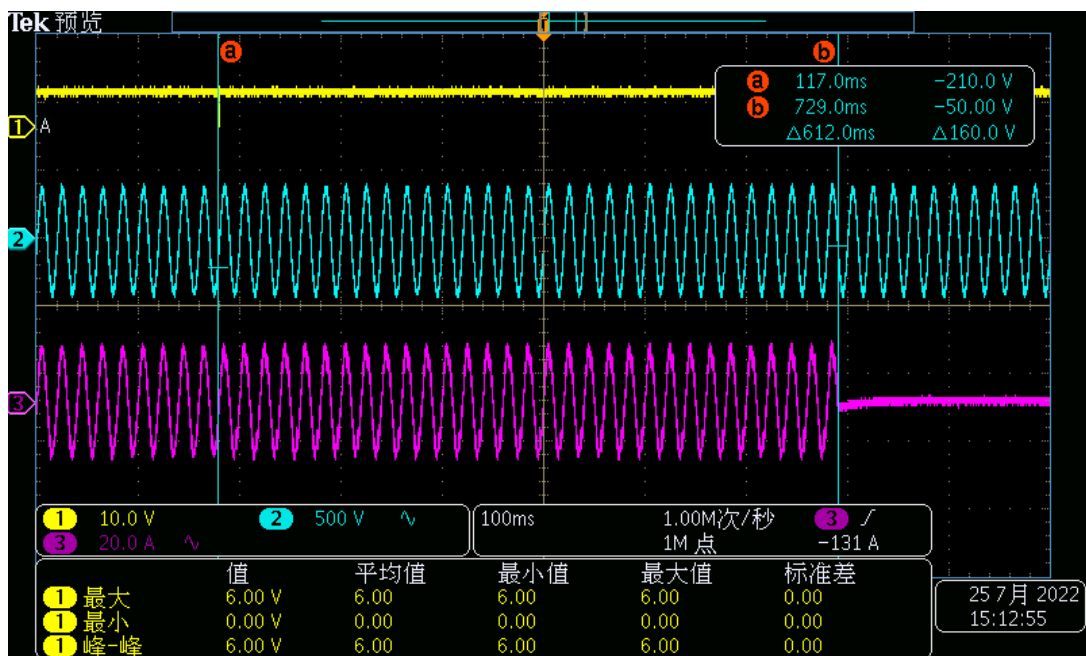 Tek 预览
a
b
a 117.0ms -210.0 V
b 729.0ms -50.00 V
△612.0ms △160.0 V
1 A
2
3
1 10.0 V 2 500 V
3 20.0 A
100ms 1.00M次/秒 3
1M 点 -131 A
值 平均值 最小值 最大值 标准差
1 最大 6.00 V 6.00 6.00 6.00 0.00
1 最小 0.00 V 0.00 0.00 0.00 0.00
1 峰-峰 6.00 V 6.00 6.00 6.00 0.00
25 7月 2022
15:12:55